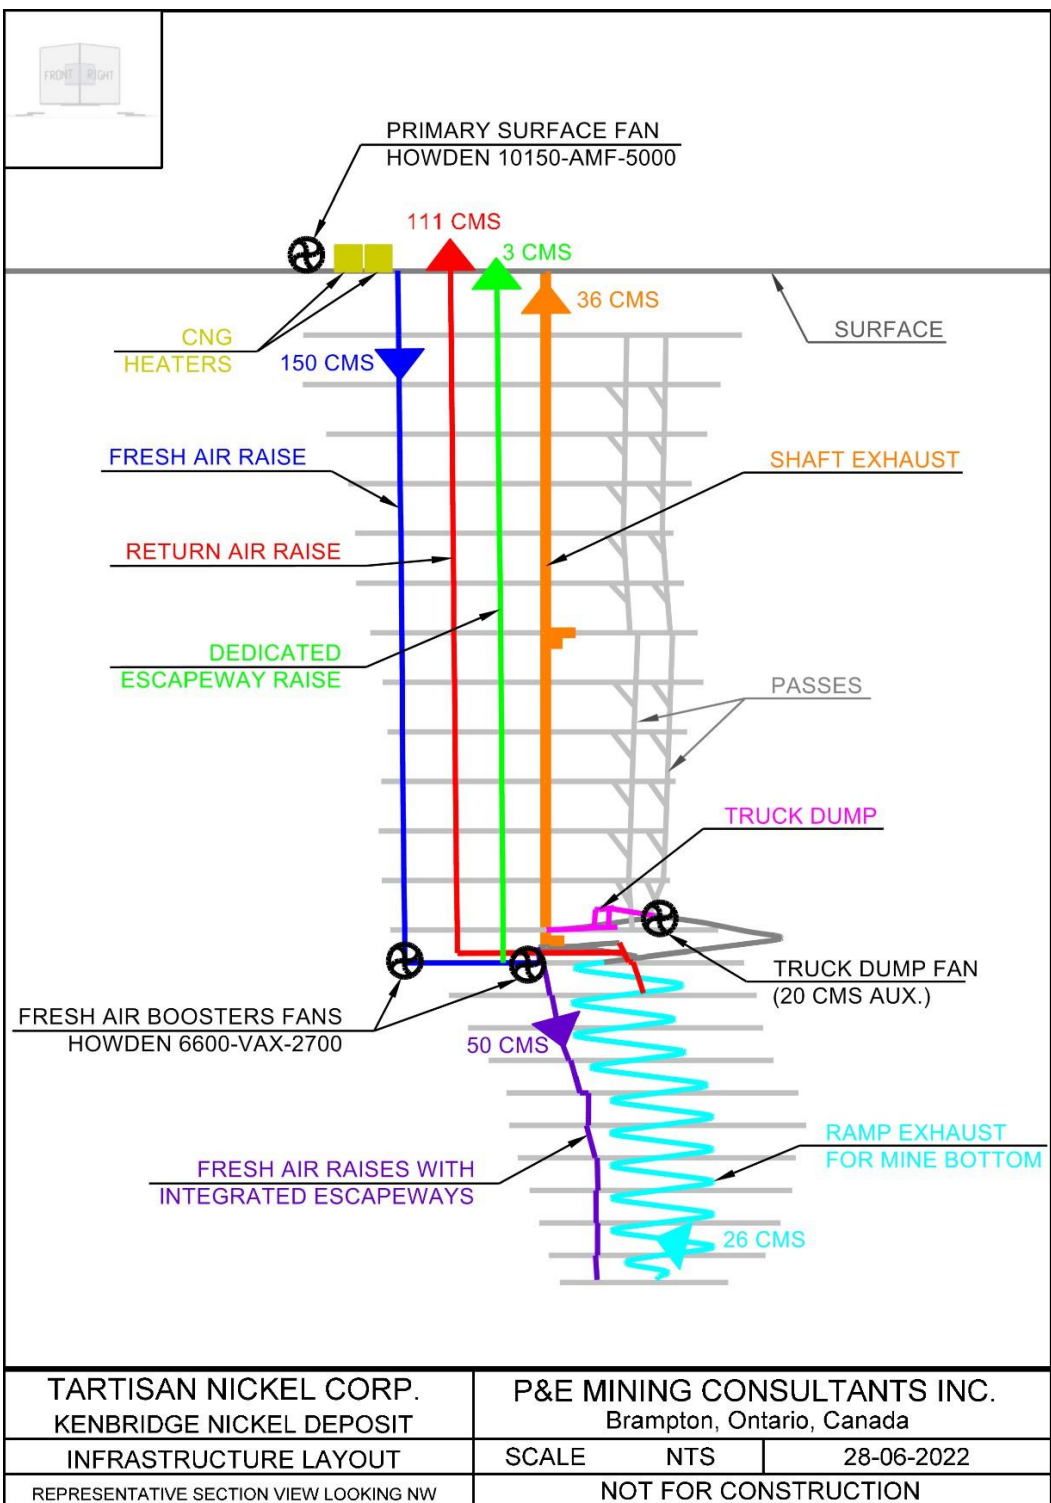 FRONT
RIGHT
PRIMARY SURFACE FAN
HOWDEN 10150-AMF-5000
111 CMS
3 CMS
36 CMS
SURFACE
CNG
HEATERS
150 CMS
FRESH AIR RAISE
SHAFT EXHAUST
RETURN AIR RAISE
DEDICATED
ESCAPEWAY RAISE
PASSES
TRUCK DUMP
TRUCK DUMP FAN
(20 CMS AUX.)
FRESH AIR BOOSTERS FANS
HOWDEN 6600-VAX-2700
50 CMS
RAMP EXHAUST
FOR MINE BOTTOM
FRESH AIR RAISES WITH
INTEGRATED ESCAPEWAYS
26 CMS
TARTISAN NICKEL CORP.
KENBRIDGE NICKEL DEPOSIT
P&E MINING CONSULTANTS INC.
Brampton, Ontario, Canada
INFRASTRUCTURE LAYOUT
SCALE NTS 28-06-2022
REPRESENTATIVE SECTION VIEW LOOKING NW
NOT FOR CONSTRUCTION